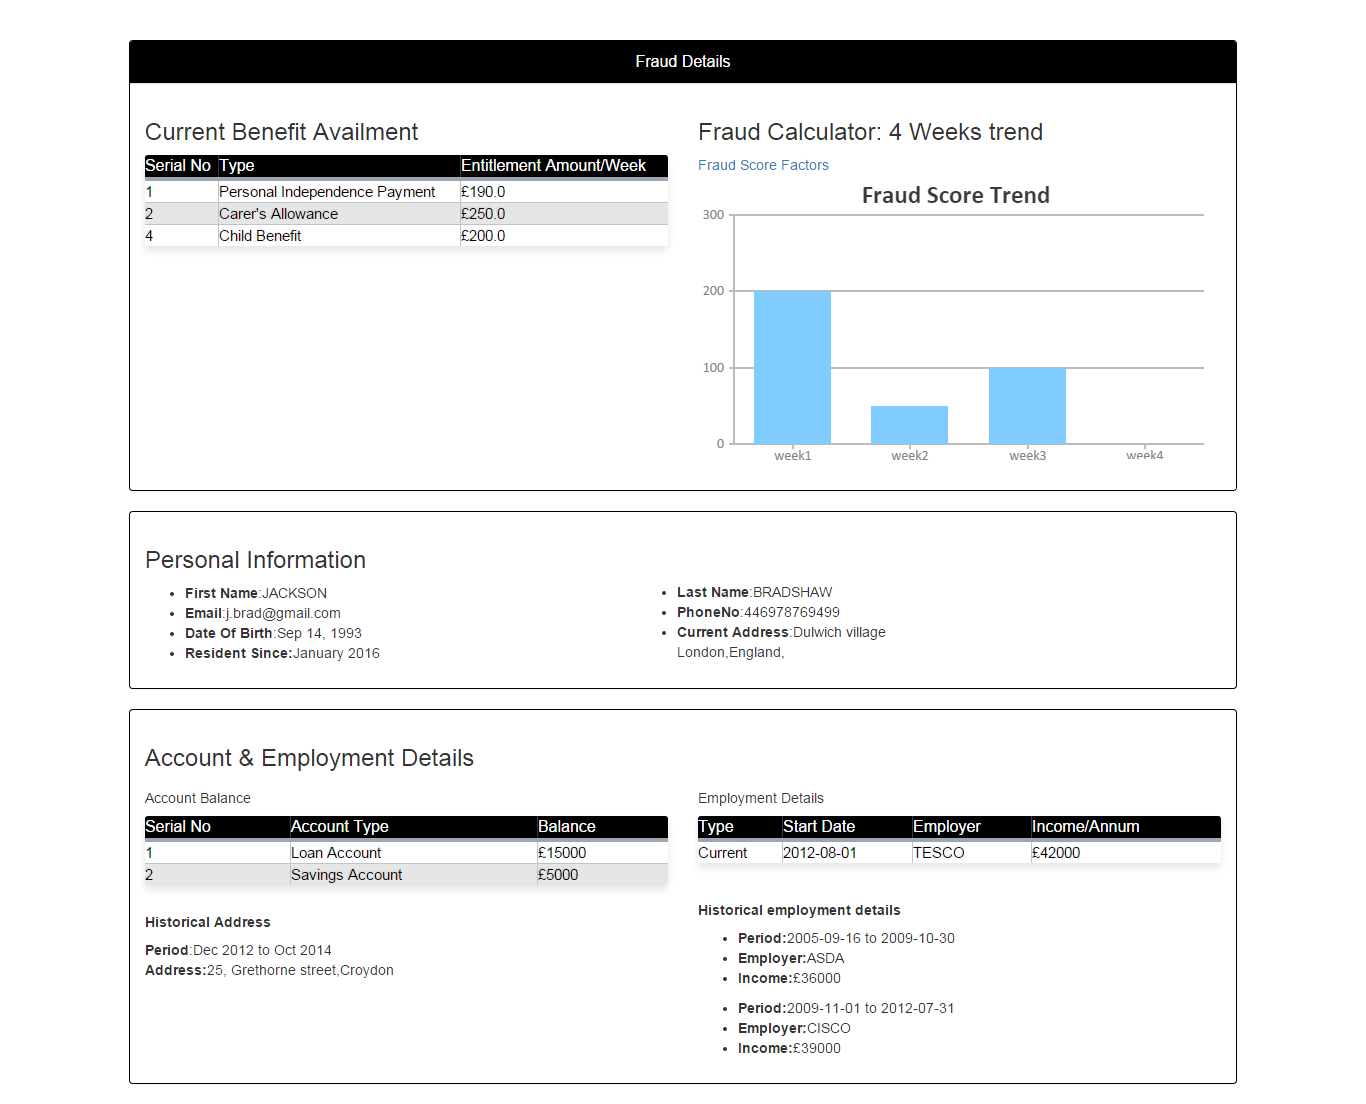 Fraud Details
Current Benefit Availment
Serial No Type Entitlement Amount/Week
1 Personal Independence Payment £190.0
2 Carer's Allowance £250.0
4 Child Benefit £200.0
Fraud Calculator: 4 Weeks trend
Fraud Score Factors
Fraud Score Trend
300
200
100
0
week1 week2 week3 week4
Personal Information
• First Name:JACKSON
• Email:j.brad@gmail.com
• Date Of Birth:Sep 14, 1993
• Resident Since:January 2016
• Last Name:BRADSHAW
• PhoneNo:446978769499
• Current Address:Dulwich village
London,England,
Account & Employment Details
Account Balance
Serial No Account Type Balance
1 Loan Account £15000
2 Savings Account £5000
Historical Address
Period:Dec 2012 to Oct 2014
Address:25, Grethorne street,Croydon
Employment Details
Type Start Date Employer Income/Annum
Current 2012-08-01 TESCO £42000
Historical employment details
• Period:2005-09-16 to 2009-10-30
• Employer:ASDA
• Income:£36000
• Period:2009-11-01 to 2012-07-31
• Employer:CISCO
• Income:£39000